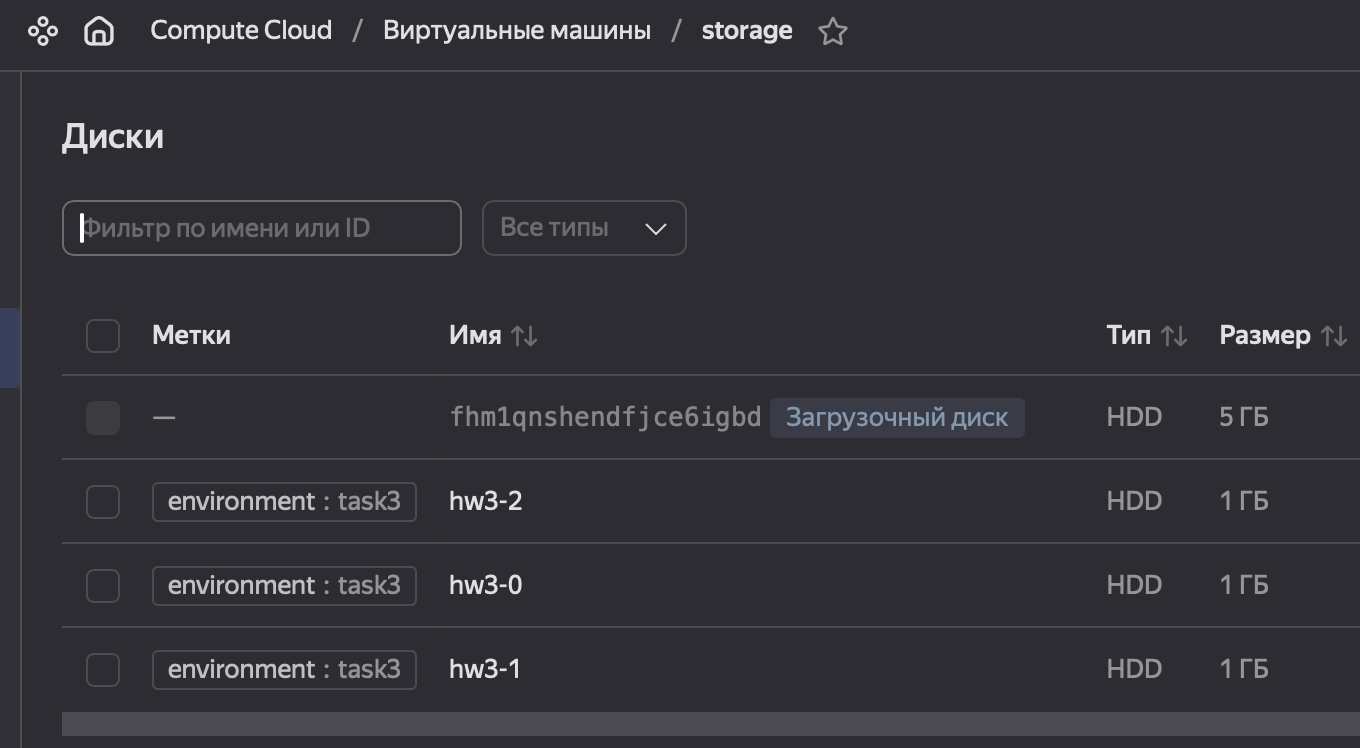 Compute Cloud / Виртуальные машины / storage
Диски
Фильтр по имени или ID
Все типы
Метки Имя Тип Размер
— fhm1qnshendfjce6igbd Загрузочный диск HDD 5 ГБ
environment : task3 hw3-2 HDD 1 ГБ
environment : task3 hw3-0 HDD 1 ГБ
environment : task3 hw3-1 HDD 1 ГБ